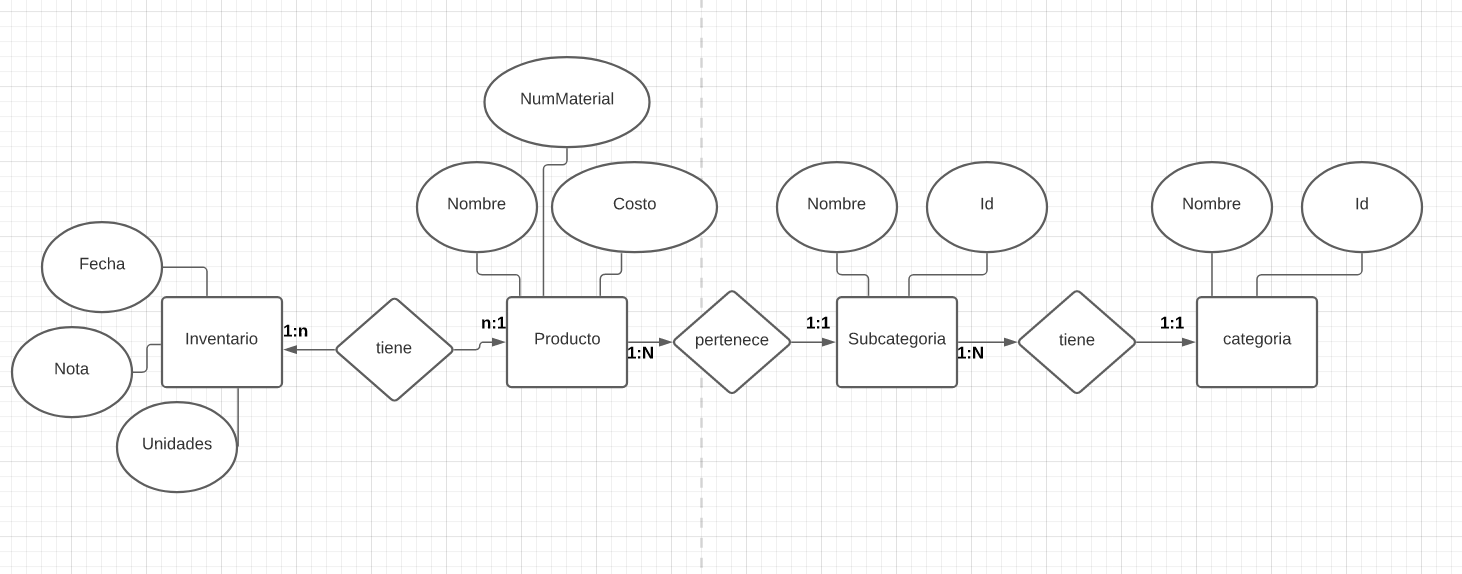 NumMaterial
Nombre
Costo
Nombre
Id
Nombre
Id
Fecha
1:n
n:1
1:1
1:1
Inventario
tiene
Producto
pertenece
Subcategoria
tiene
categoria
1:N
1:N
Nota
Unidades